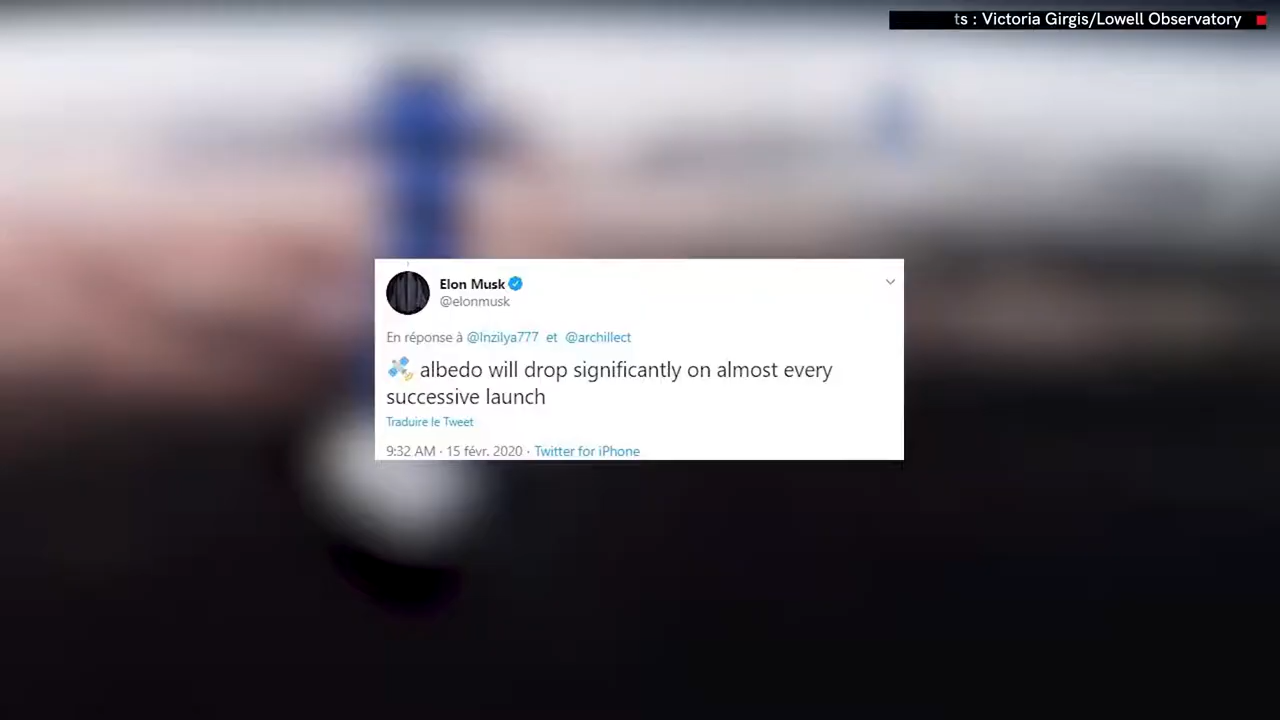 : Victoria Girgis/Lowell Observatory
Elon Musk
@elonmusk
En réponse à @Inzilya777 et @archillect
🛰️ albedo will drop significantly on almost every
successive launch
Traduire le Tweet
9:32 AM · 15 févr. 2020 · Twitter for iPhone